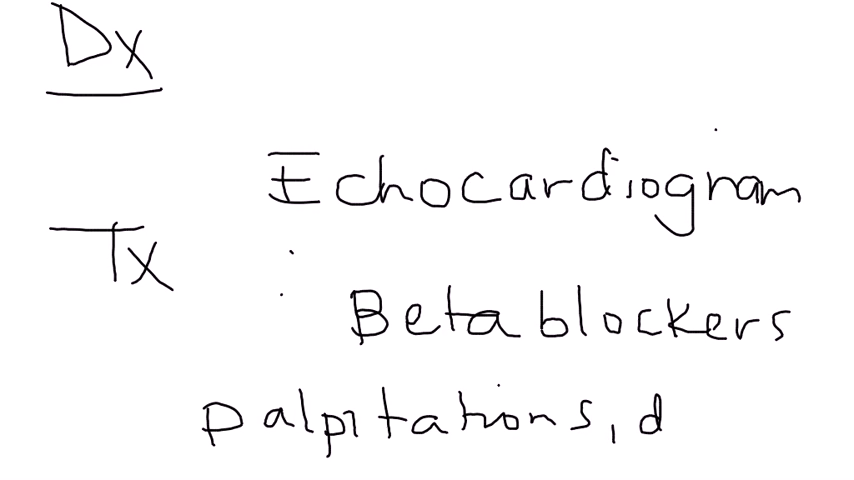 Dx
Echocardiogram
Tx
Beta blockers
palpitations, d